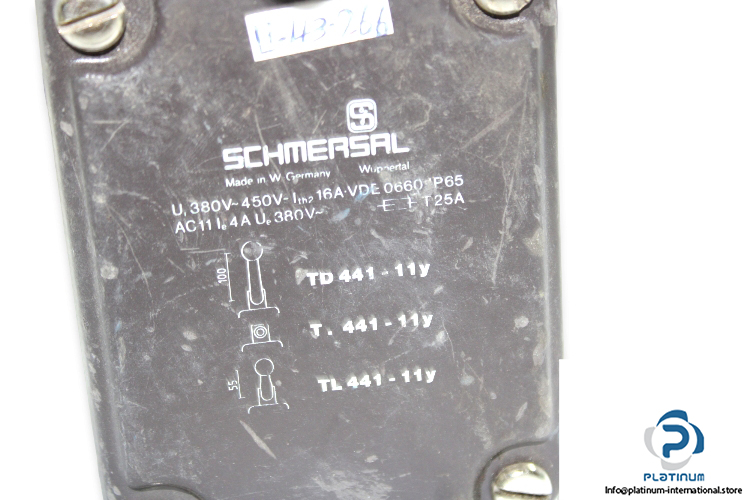 U-43-766
SCHMERSAL
Made in W. Germany Wuppertal
Ui 380V~450V- Ith2 16A·VDE 0660 IP65
AC11 Ie 4A Ue 380V~ T25A
100
TD 441 - 11y
T. 441 - 11y
55
TL 441 - 11y
PLATINUM
Info@platinum-international.store